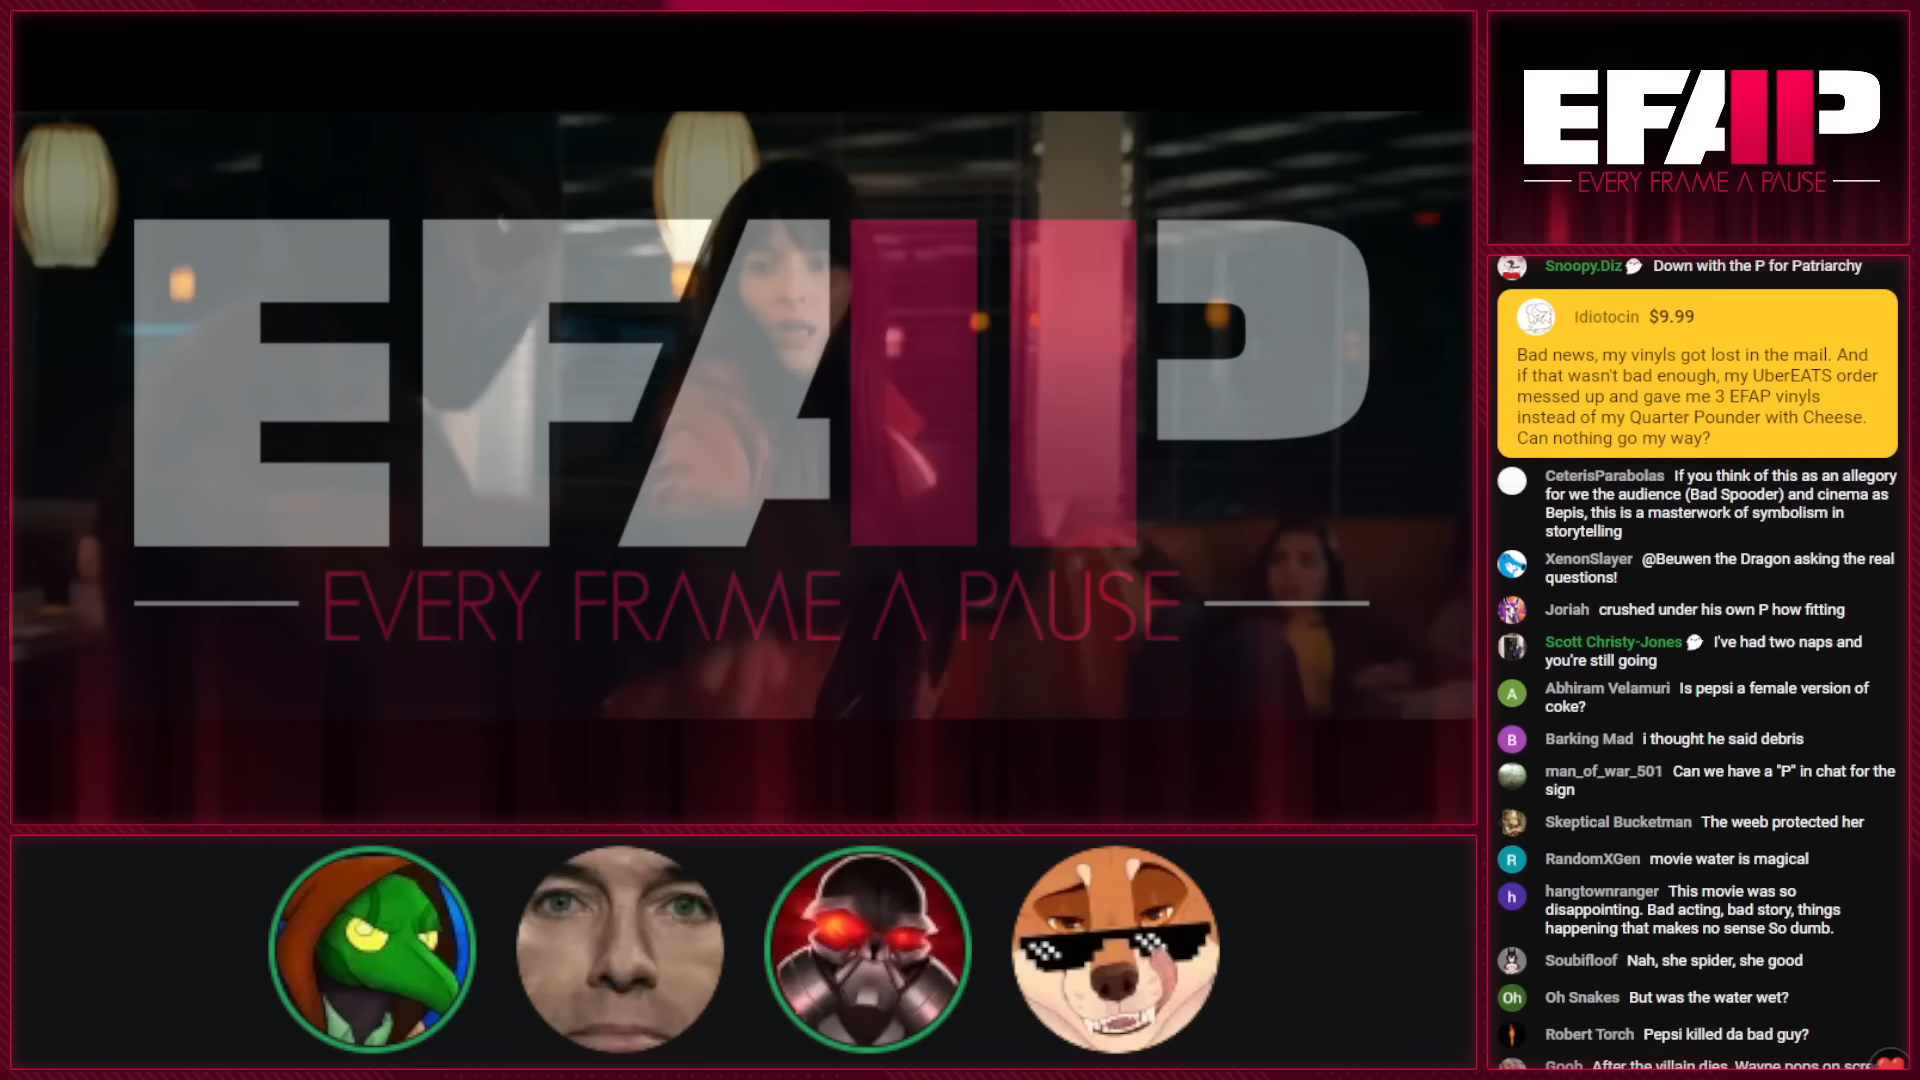 EFAP
EVERY FRAME A PAUSE
EFAP
EVERY FRAME A PAUSE
Snoopy.Diz Down with the P for Patriarchy
Idiotocin $9.99
Bad news, my vinyls got lost in the mail. And
if that wasn't bad enough, my UberEATS order
messed up and gave me 3 EFAP vinyls
instead of my Quarter Pounder with Cheese.
Can nothing go my way?
CeterisParabolas If you think of this as an allegory
for we the audience (Bad Spooder) and cinema as
Bepis, this is a masterwork of symbolism in
storytelling
XenonSlayer @Beuwen the Dragon asking the real
questions!
Joriah crushed under his own P how fitting
Scott Christy-Jones I've had two naps and
you're still going
A Abhiram Velamuri Is pepsi a female version of
coke?
B Barking Mad i thought he said debris
man_of_war_501 Can we have a "P" in chat for the
sign
Skeptical Bucketman The weeb protected her
R RandomXGen movie water is magical
h hangtownranger This movie was so
disappointing. Bad acting, bad story, things
happening that makes no sense So dumb.
Soubifloof Nah, she spider, she good
Oh Oh Snakes But was the water wet?
Robert Torch Pepsi killed da bad guy?
Goob After the villain dies, Wayne pops on